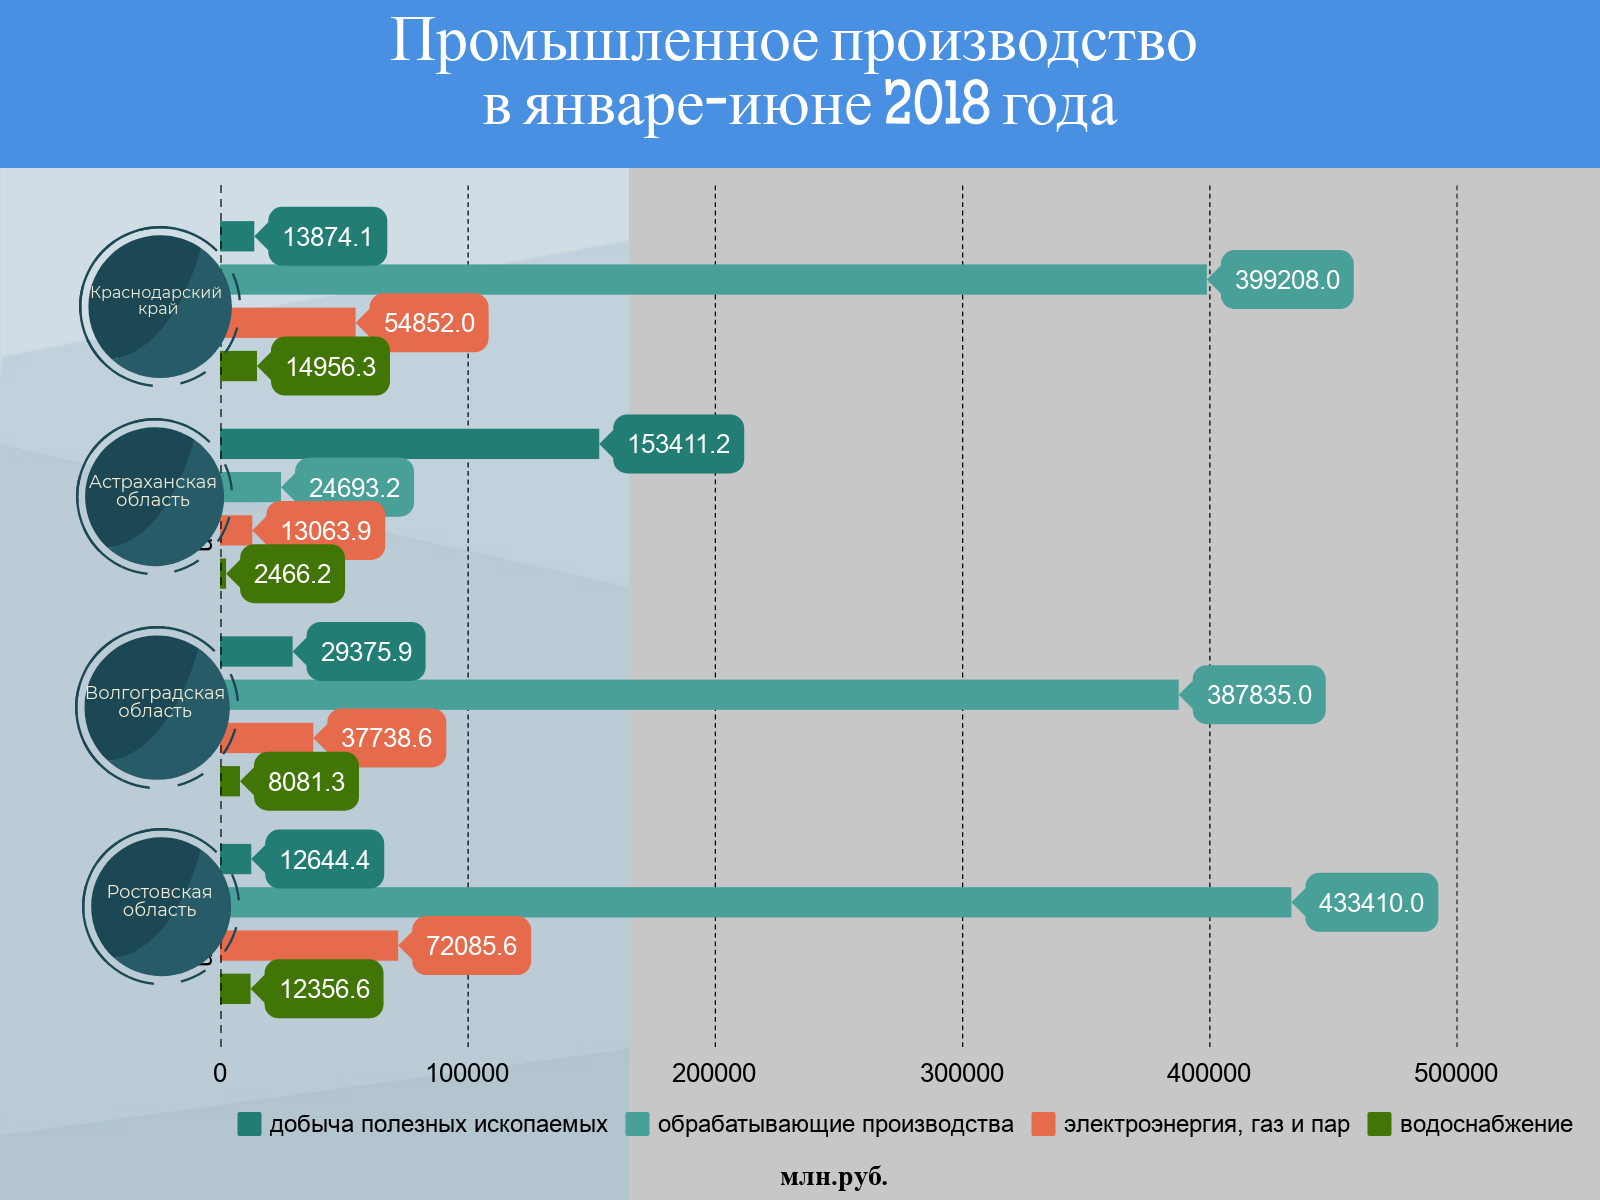 Промышленное производство
в январе-июне 2018 года
13874.1
Краснодарский
край
399208.0
54852.0
14956.3
153411.2
Астраханская
область
24693.2
13063.9
2466.2
29375.9
Волгоградская
область
387835.0
37738.6
8081.3
12644.4
Ростовская
область
433410.0
72085.6
12356.6
0 100000 200000 300000 400000 500000
добыча полезных ископаемых обрабатывающие производства электроэнергия, газ и пар водоснабжение
млн.руб.